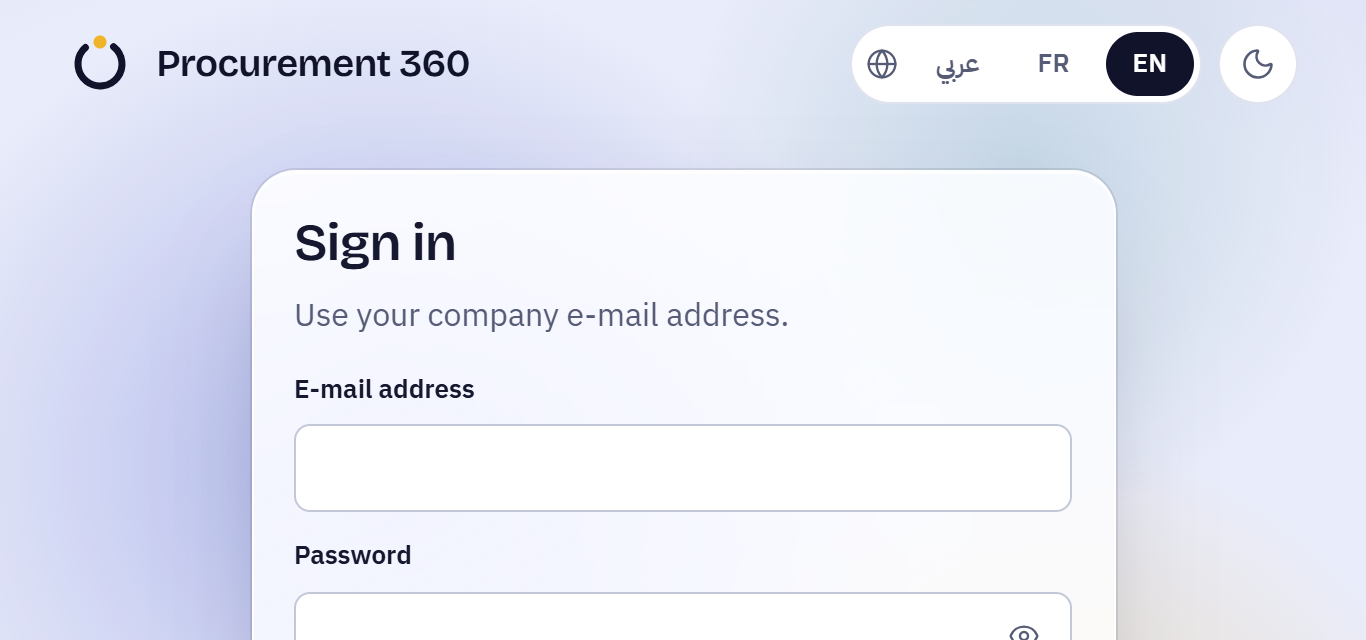 Procurement 360
عربي
FR
EN
Sign in
Use your company e-mail address.
E-mail address
Password